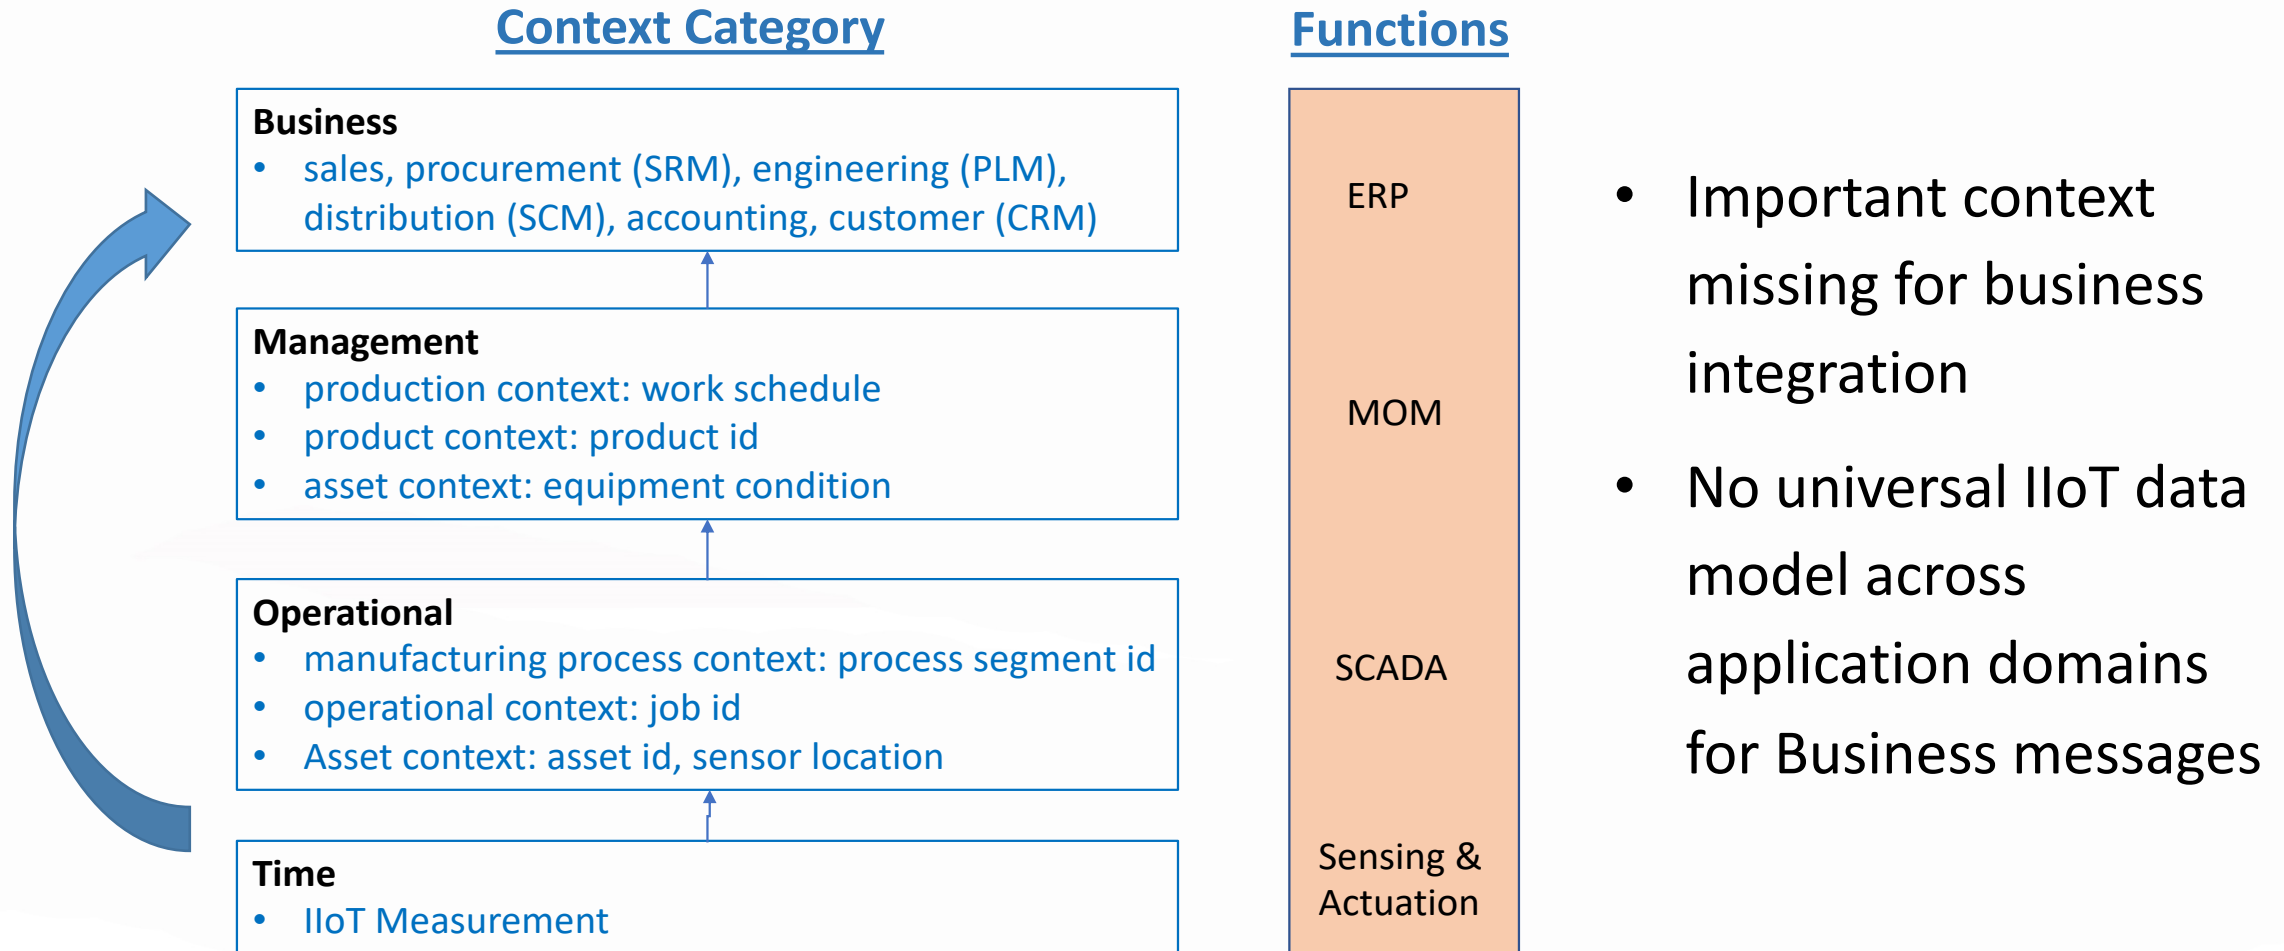 Context Category
Functions
Business
• sales, procurement (SRM), engineering (PLM),
distribution (SCM), accounting, customer (CRM)
Management
• production context: work schedule
• product context: product id
• asset context: equipment condition
Operational
• manufacturing process context: process segment id
• operational context: job id
• Asset context: asset id, sensor location
Time
• IIoT Measurement
ERP
MOM
SCADA
Sensing &
Actuation
• Important context
missing for business
integration
• No universal IIoT data
model across
application domains
for Business messages